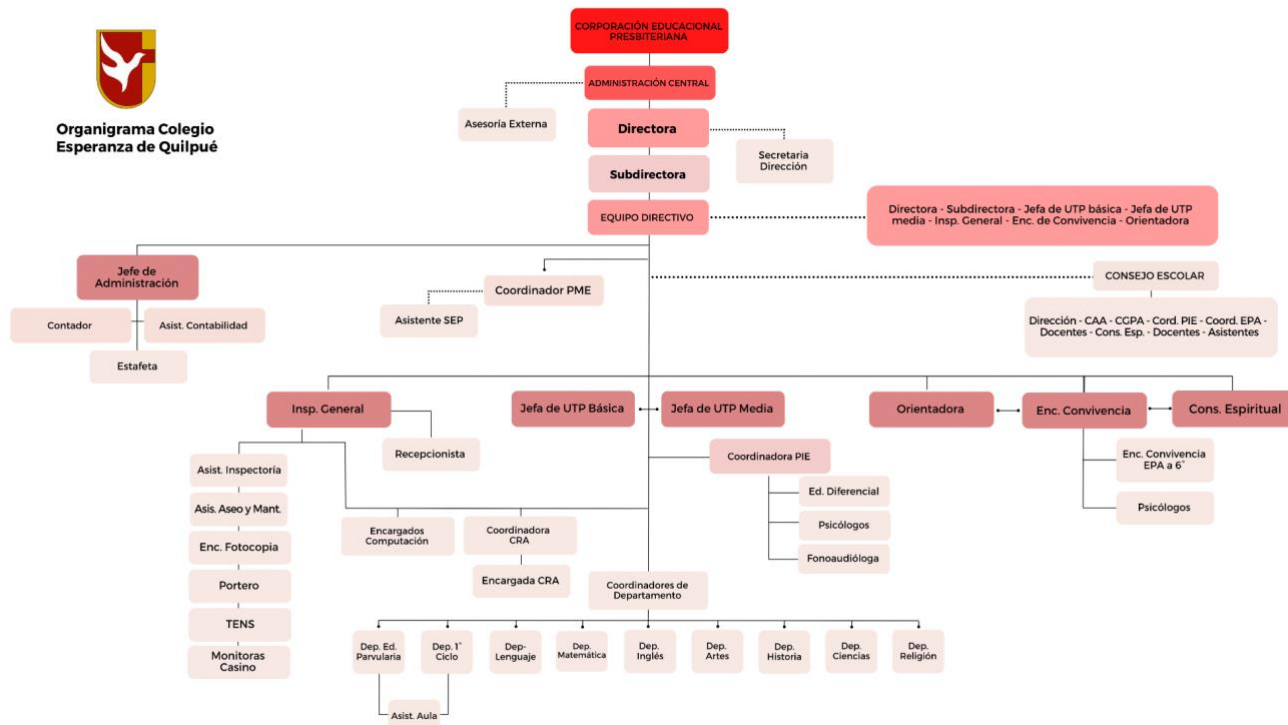 CORPORACIÓN EDUCACIONAL
PRESBITERIANA
ADMINISTRACIÓN CENTRAL
Organigrama Colegio
Esperanza de Quilpué
Asesoría Externa
Directora
Secretaria
Dirección
Subdirectora
EQUIPO DIRECTIVO
Directora - Subdirectora - Jefa de UTP básica - Jefa de UTP
media - Insp. General - Enc. de Convivencia - Orientadora
Jefe de
Administración
Coordinador PME
CONSEJO ESCOLAR
Contador
Asist. Contabilidad
Asistente SEP
Dirección - CAA - CGPA - Cord. PIE - Coord. EPA -
Docentes - Cons. Esp. - Docentes - Asistentes
Estafeta
Insp. General
Jefa de UTP Básica
Jefa de UTP Media
Orientadora
Enc. Convivencia
Cons. Espiritual
Recepcionista
Coordinadora PIE
Enc. Convivencia
EPA a 6°
Asist. Inspectoría
Ed. Diferencial
Asis. Aseo y Mant.
Psicólogos
Psicólogos
Encargados
Computación
Coordinadora
CRA
Enc. Fotocopia
Fonoaudióloga
Portero
Encargada CRA
Coordinadores de
Departamento
TENS
Monitoras
Casino
Dep. Ed.
Parvularia
Dep. 1°
Ciclo
Dep-
Lenguaje
Dep.
Matemática
Dep.
Inglés
Dep.
Artes
Dep.
Historia
Dep.
Ciencias
Dep.
Religión
Asist. Aula